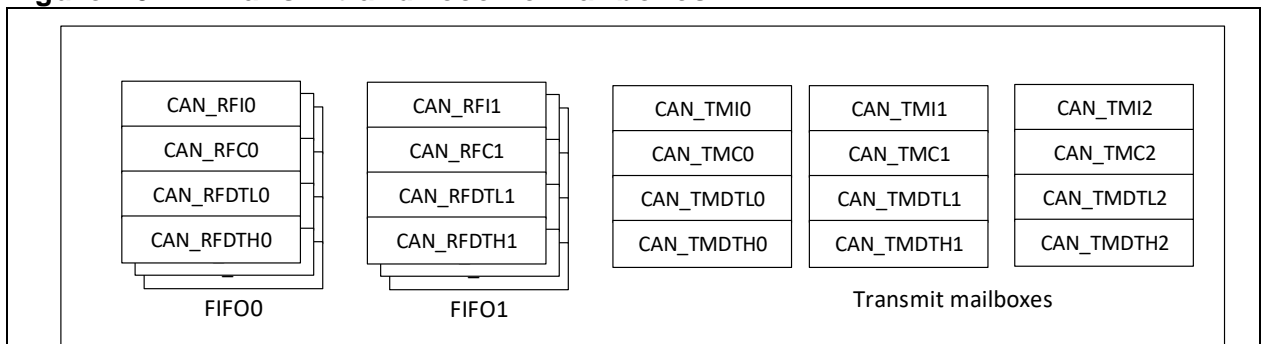 CAN_RFI0
CAN_RFC0
CAN_RFDTL0
CAN_RFDTH0
FIFO0
CAN_RFI1
CAN_RFC1
CAN_RFDTL1
CAN_RFDTH1
FIFO1
CAN_TMI0
CAN_TMC0
CAN_TMDTL0
CAN_TMDTH0
CAN_TMI1
CAN_TMC1
CAN_TMDTL1
CAN_TMDTH1
CAN_TMI2
CAN_TMC2
CAN_TMDTL2
CAN_TMDTH2
Transmit mailboxes